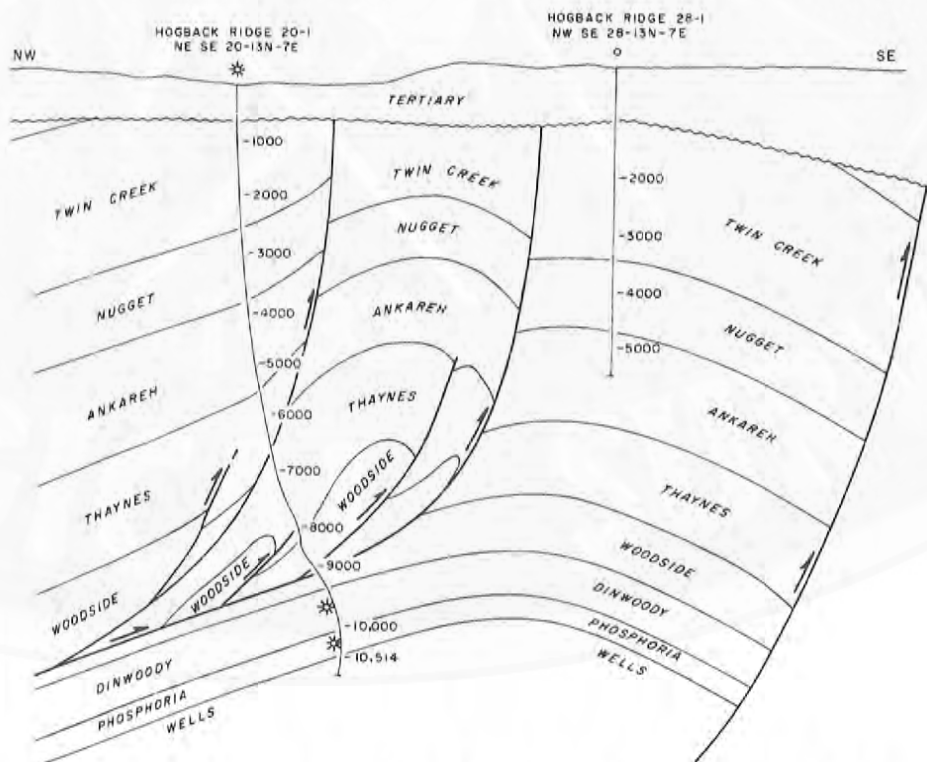 HOGBACK RIDGE 20-1
NE SE 20-13N-7E
HOGBACK RIDGE 28-1
NW SE 28-13N-7E
NW
SE
TERTIARY
-1000
-2000
-3000
-4000
-5000
-6000
-7000
-8000
-9000
-10,000
-10,514
-2000
-3000
-4000
-5000
TWIN CREEK
NUGGET
ANKAREH
THAYNES
WOODSIDE
DINWOODY
PHOSPHORIA
WELLS
WOODSIDE
TWIN CREEK
NUGGET
ANKAREH
THAYNES
WOODSIDE
TWIN CREEK
NUGGET
ANKAREH
THAYNES
WOODSIDE
DINWOODY
PHOSPHORIA
WELLS